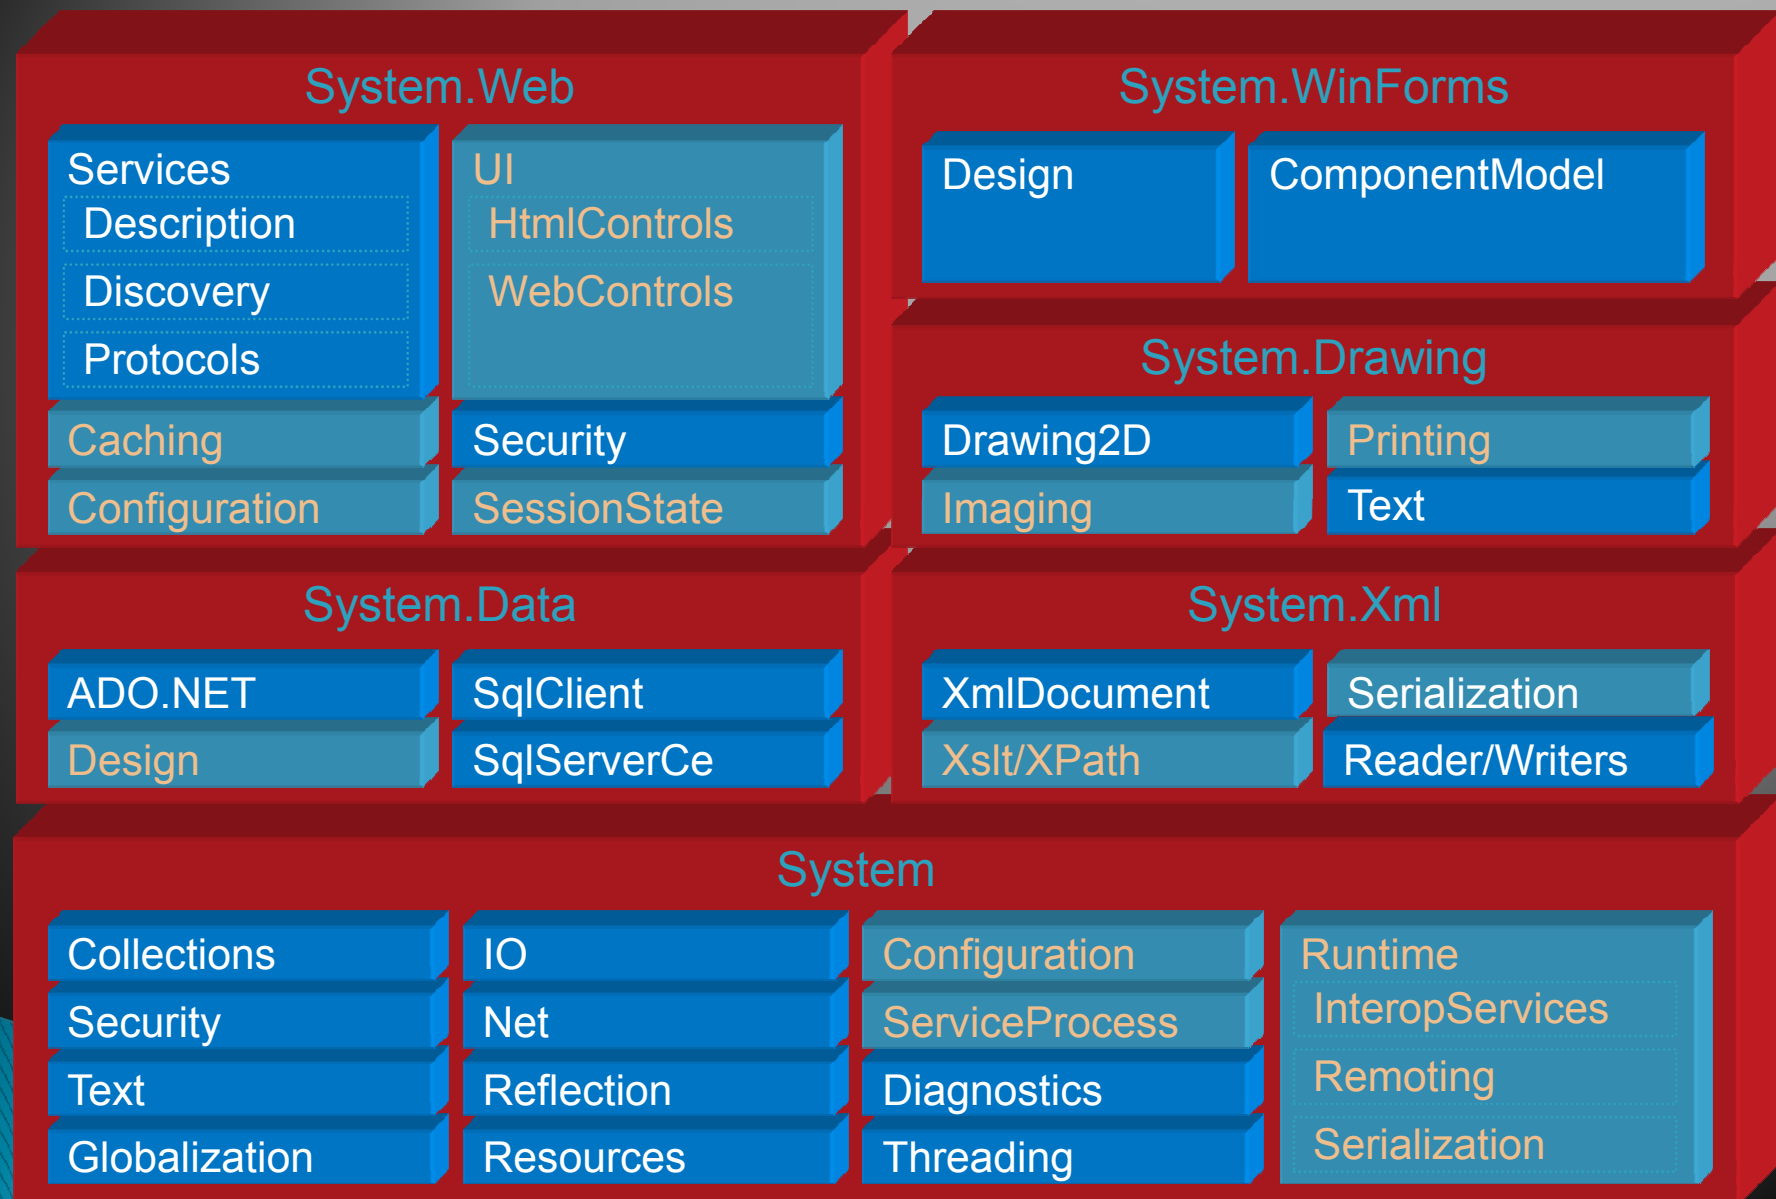 System.Web
Services
Description
Discovery
Protocols
UI
HtmlControls
WebControls
Caching
Security
Configuration
SessionState
System.WinForms
Design
ComponentModel
System.Drawing
Drawing2D
Printing
Imaging
Text
System.Data
ADO.NET
SqlClient
Design
SqlServerCe
System.Xml
XmlDocument
Serialization
Xslt/XPath
Reader/Writers
System
Collections
IO
Configuration
Runtime
Security
Net
ServiceProcess
InteropServices
Text
Reflection
Diagnostics
Remoting
Globalization
Resources
Threading
Serialization